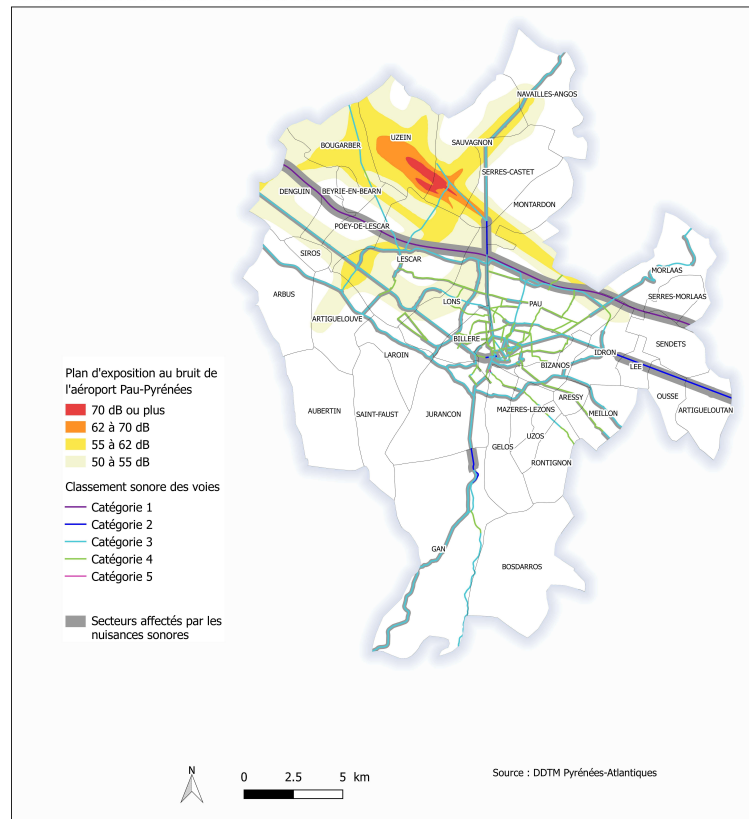 NAVAILLES-ANGOS
UZEIN
SAUVAGNON
BOUGARBER
SERRES-CASTET
DENGUIN
BEYRIE-EN-BEARN
MONTARDON
POEY-DE-LESCAR
SIROS
LESCAR
MORLAAS
ARBUS
SERRES-MORLAAS
LONS
PAU
ARTIGUELOUVE
BILLERE
SENDETS
LAROIN
IDRON
BIZANOS
LEE
Plan d'exposition au bruit de
l'aéroport Pau-Pyrénées
70 dB ou plus
62 à 70 dB
55 à 62 dB
50 à 55 dB
ARESSY
OUSSE
AUBERTIN
SAINT-FAUST
JURANCON
MAZERES-LEZONS
MEILLON
ARTIGUELOUTAN
UZOS
GELOS
RONTIGNON
Classement sonore des voies
Catégorie 1
Catégorie 2
Catégorie 3
Catégorie 4
Catégorie 5
GAN
BOSDARROS
Secteurs affectés par les
nuisances sonores
N
0 2.5 5 km
Source : DDTM Pyrénées-Atlantiques